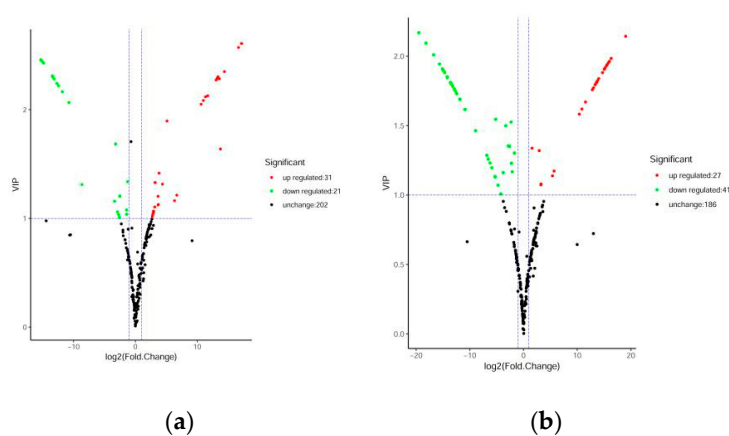 2
1
0
VIP
-10
0
10
log2(Fold.Change)
Significant
up regulated:31
down regulated:21
unchange:202
(a)
2.0
1.5
1.0
0.5
0.0
VIP
-20
-10
0
10
20
log2(Fold.Change)
Significant
up regulated:27
down regulated:41
unchange:186
(b)